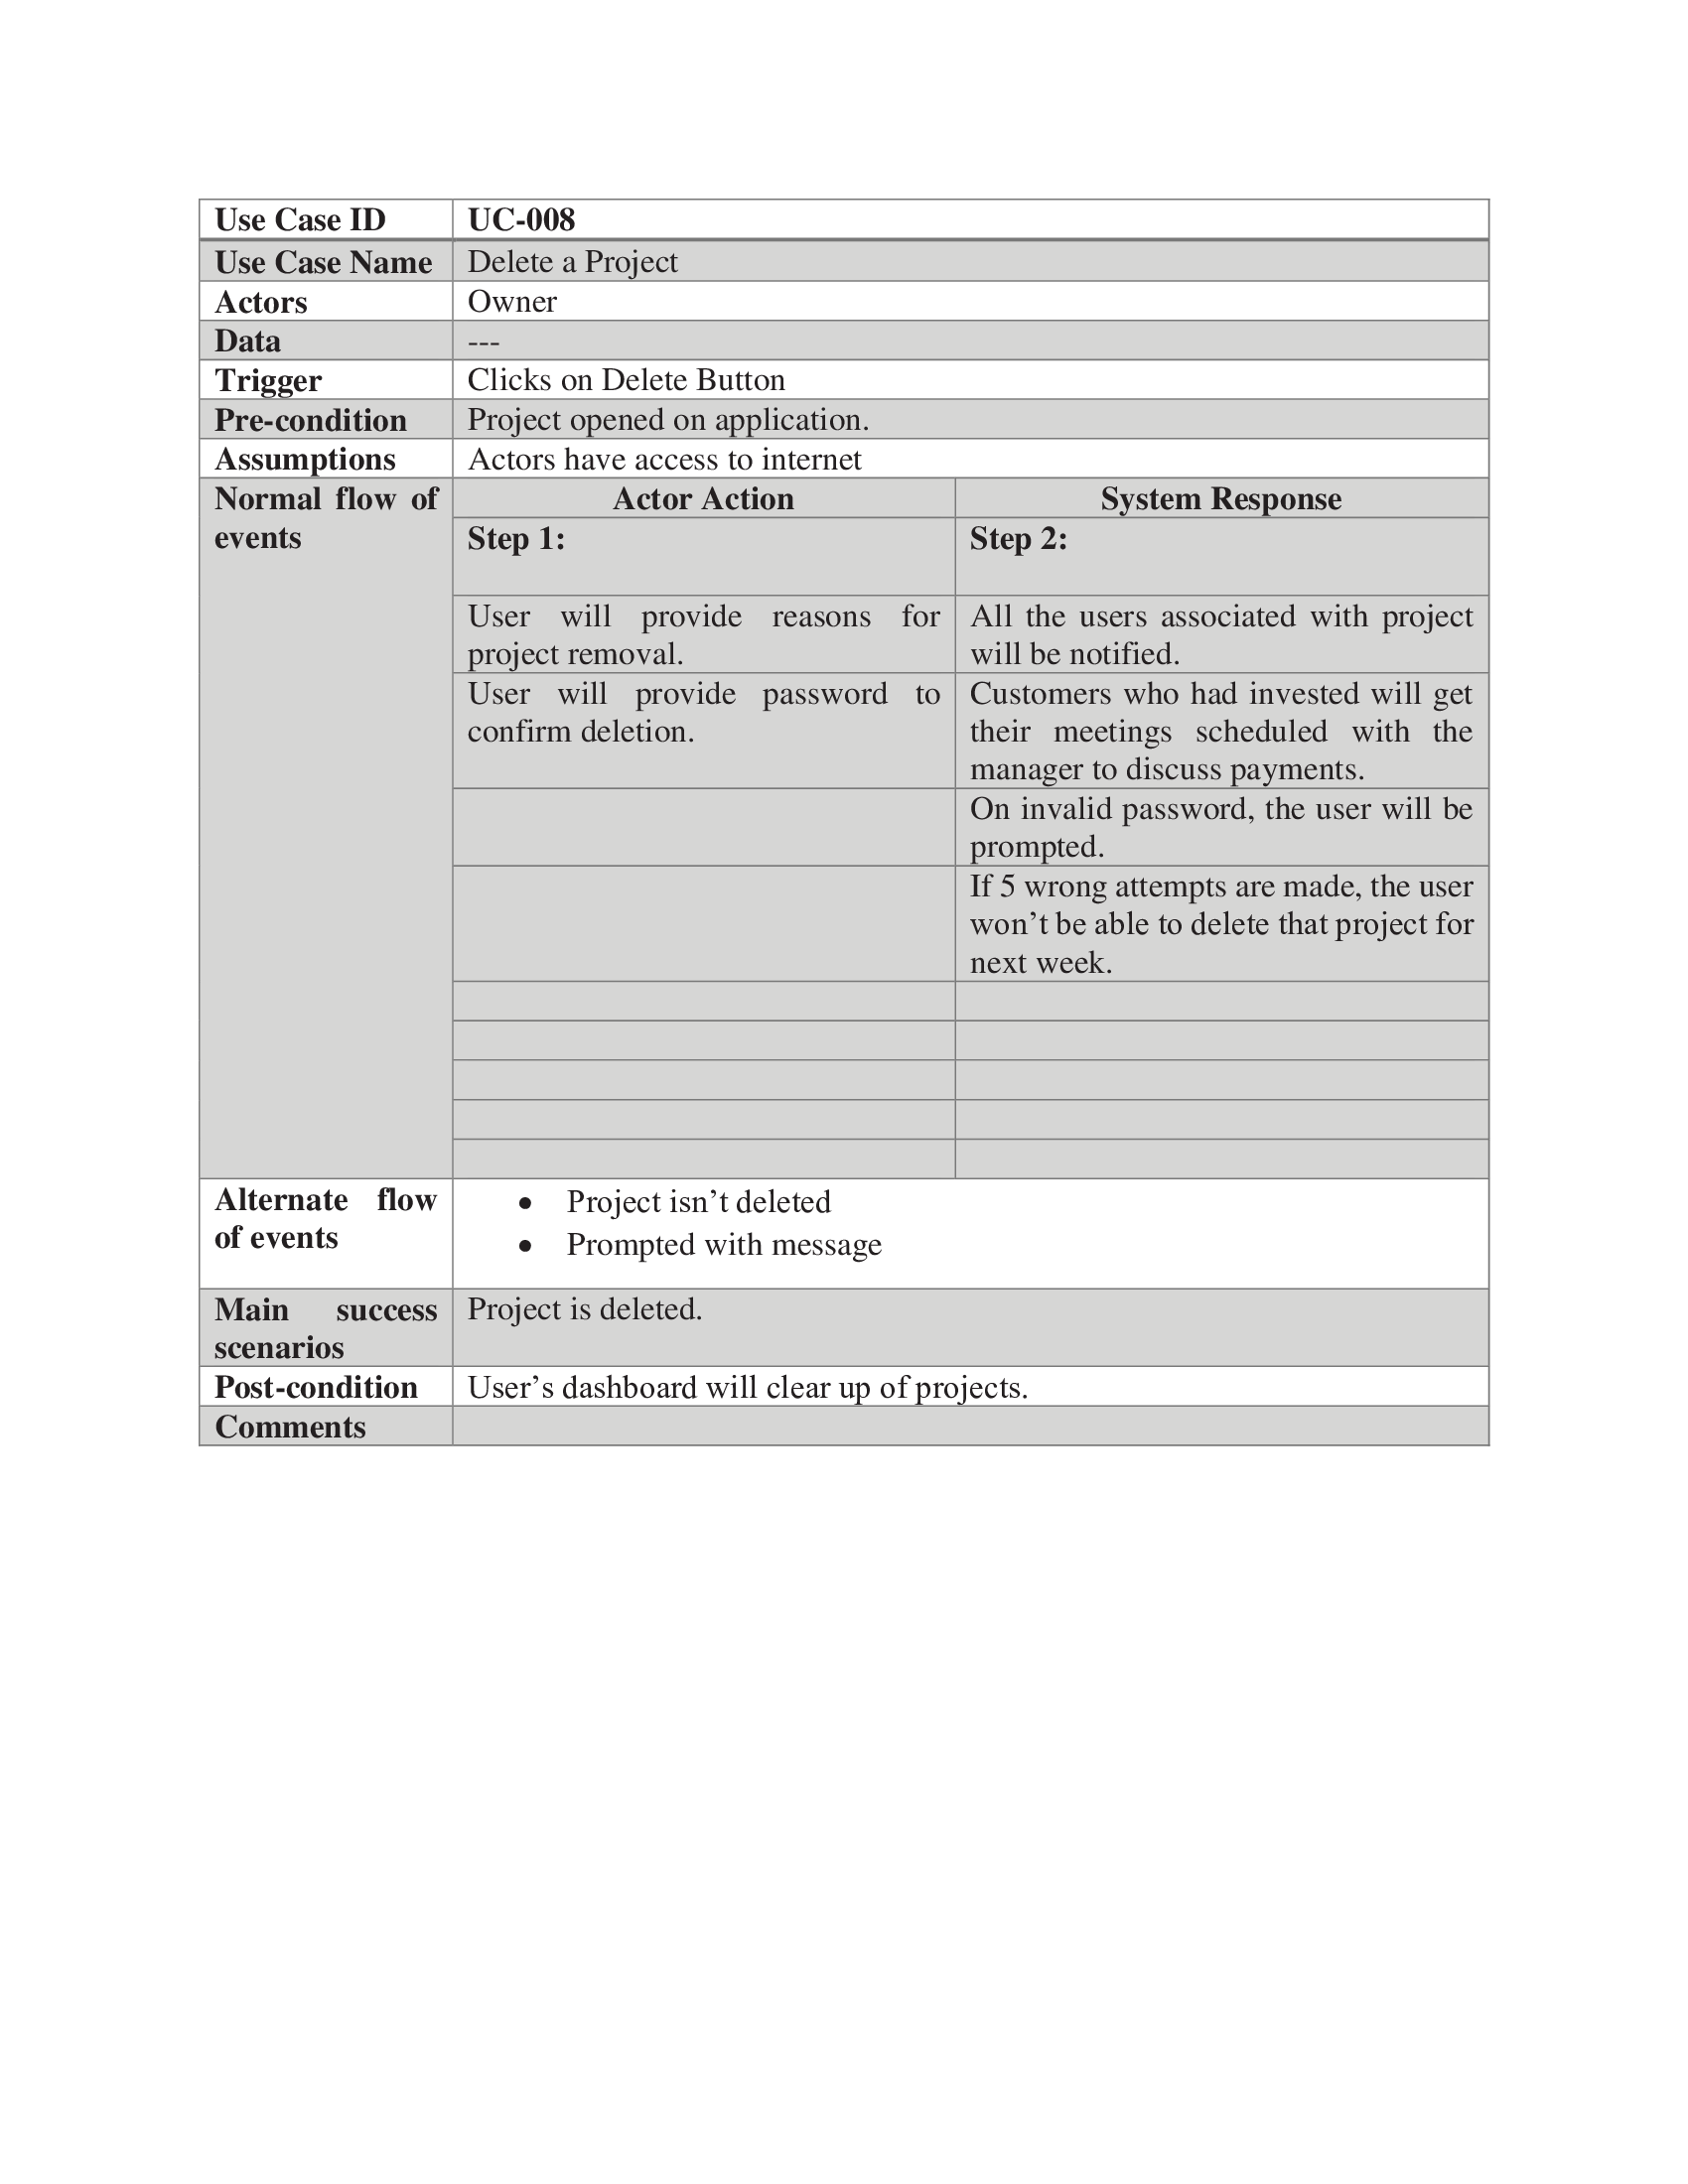 Use Case ID UC-008
Use Case Name Delete a Project
Actors Owner
Data ---
Trigger Clicks on Delete Button
Pre-condition Project opened on application.
Assumptions Actors have access to internet
Normal flow of events
Actor Action System Response
Step 1: Step 2:
User will provide reasons for
project removal.
All the users associated with project
will be notified.
User will provide password to
confirm deletion.
Customers who had invested will get
their meetings scheduled with the
manager to discuss payments.
On invalid password, the user will be
prompted.
If 5 wrong attempts are made, the user
won’t be able to delete that project for
next week.
Alternate flow
of events
• Project isn’t deleted
• Prompted with message
Main success
scenarios
Project is deleted.
Post-condition User’s dashboard will clear up of projects.
Comments